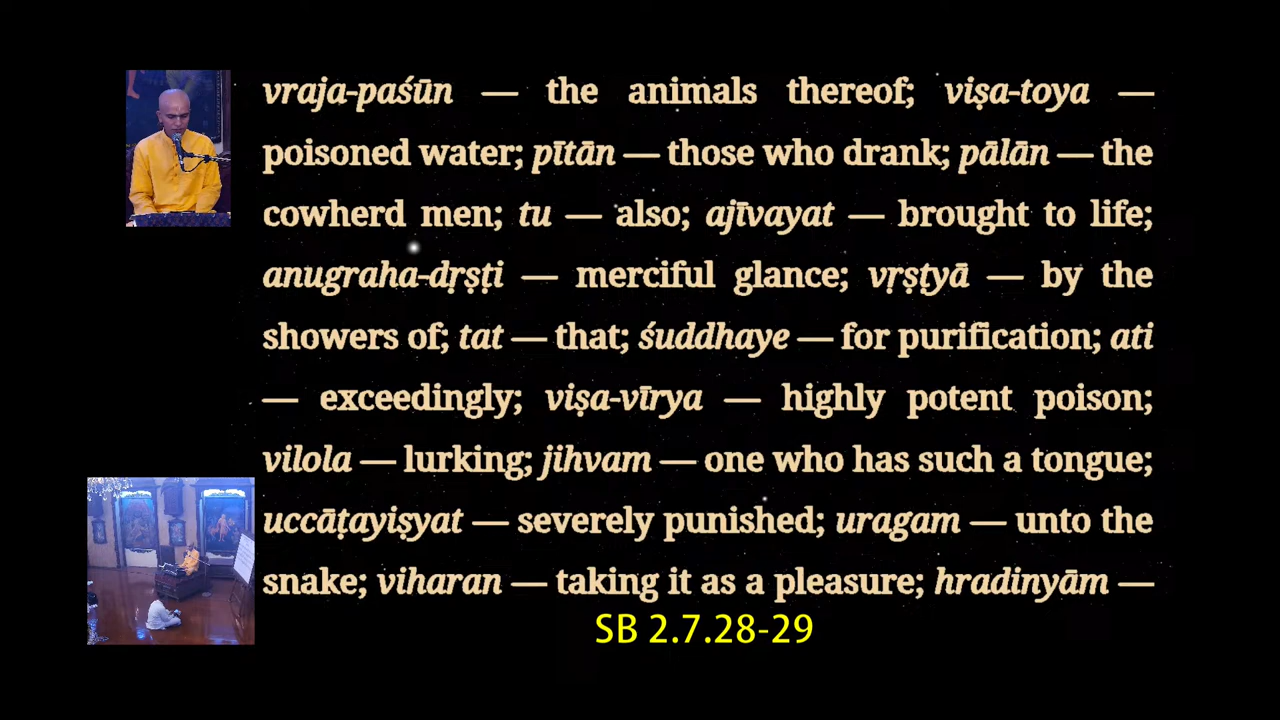 vraja-paśūn — the animals thereof; viṣa-toya —
poisoned water; pītān — those who drank; pālān — the
cowherd men; tu — also; ajīvayat — brought to life;
anugraha-dṛṣṭi — merciful glance; vṛṣṭyā — by the
showers of; tat — that; śuddhaye — for purification; ati
— exceedingly; viṣa-vīrya — highly potent poison;
vilola — lurking; jihvam — one who has such a tongue;
uccāṭayiṣyat — severely punished; uragam — unto the
snake; viharan — taking it as a pleasure; hradinyām —
SB 2.7.28-29